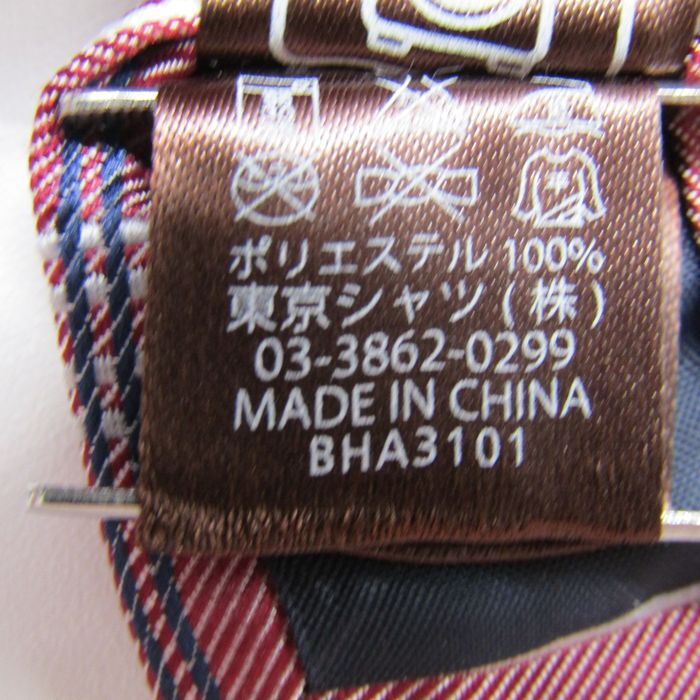 ポリエステル 100%
東京シャツ(株)
03-3862-0299
MADE IN CHINA
BHA3101